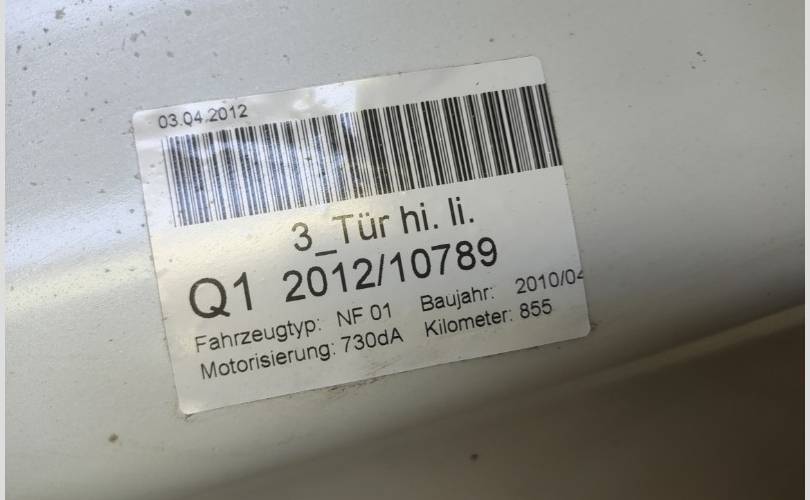 03.04.2012
3_Tür hi. li.
Q1 2012/10789
Fahrzeugtyp: NF 01 Baujahr: 2010/04
Motorisierung: 730dA Kilometer: 855